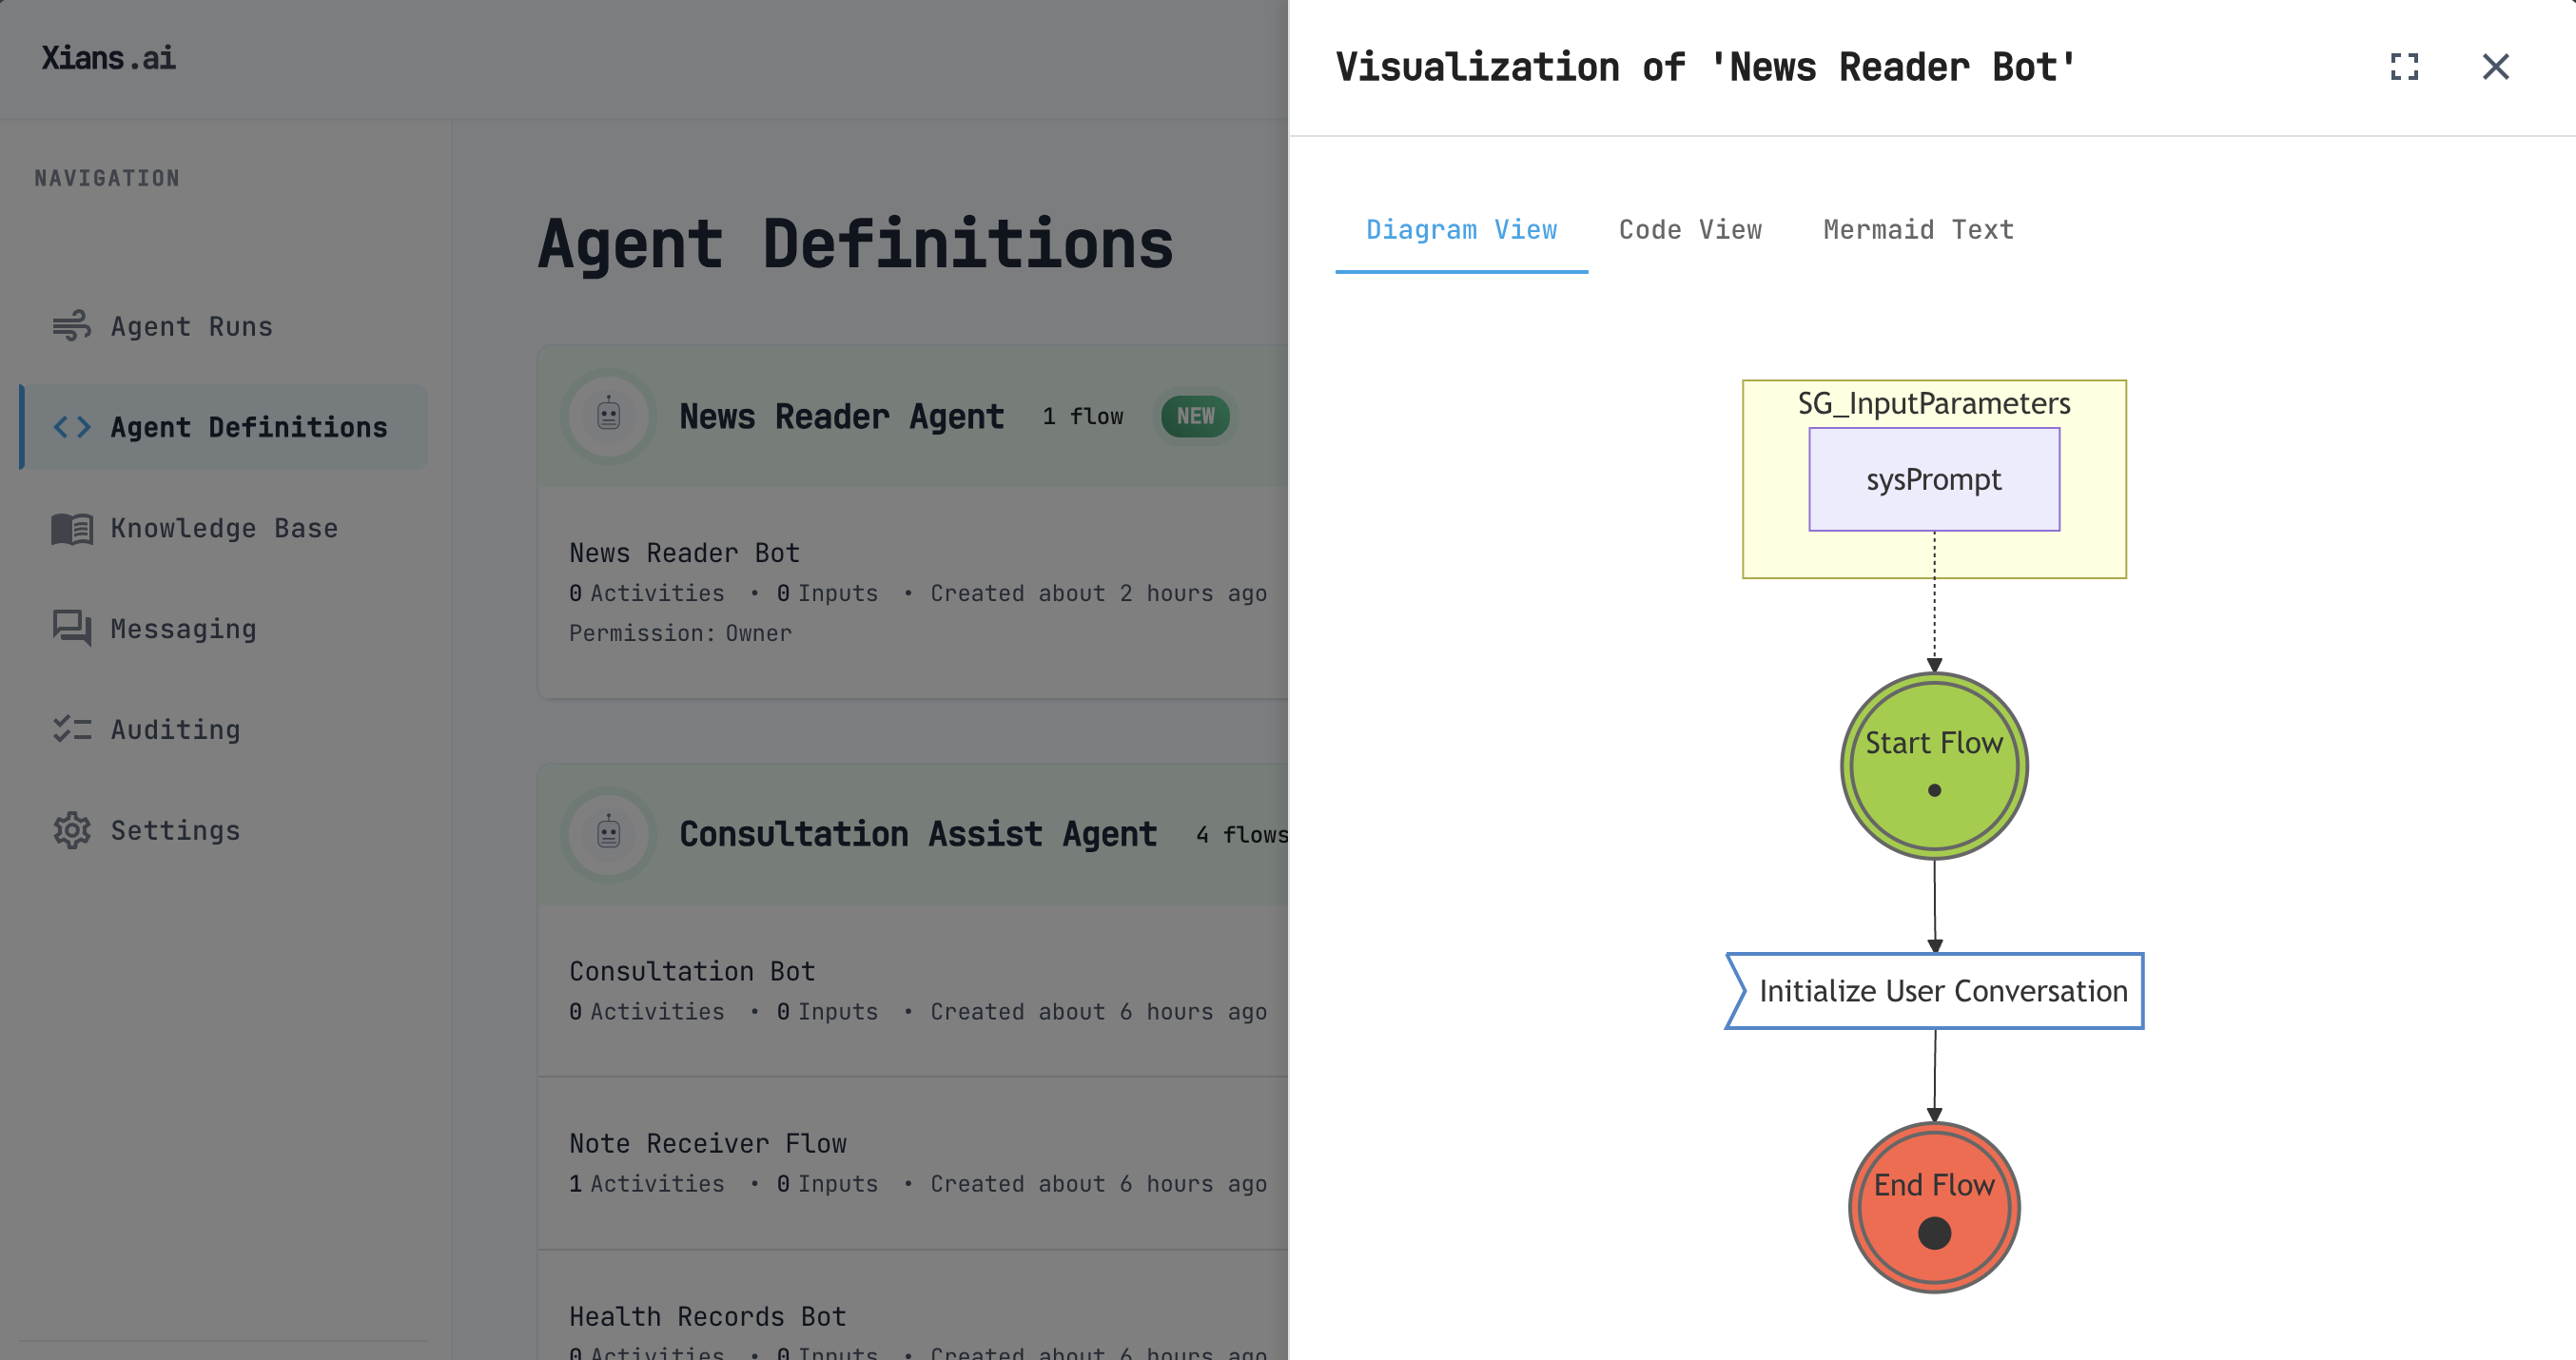 Xians.ai
NAVIGATION
Agent Runs
Agent Definitions
Knowledge Base
Messaging
Auditing
Settings
Agent Definitions
News Reader Agent 1 flow NEW
News Reader Bot
0 Activities • 0 Inputs • Created about 2 hours ago
Permission: Owner
Consultation Assist Agent 4 flows
Consultation Bot
0 Activities • 0 Inputs • Created about 6 hours ago
Note Receiver Flow
1 Activities • 0 Inputs • Created about 6 hours ago
Health Records Bot
0 Activities • 0 Inputs • Created about 6 hours ago
Visualization of 'News Reader Bot'
Diagram View Code View Mermaid Text
SG_InputParameters
sysPrompt
Start Flow
Initialize User Conversation
End Flow